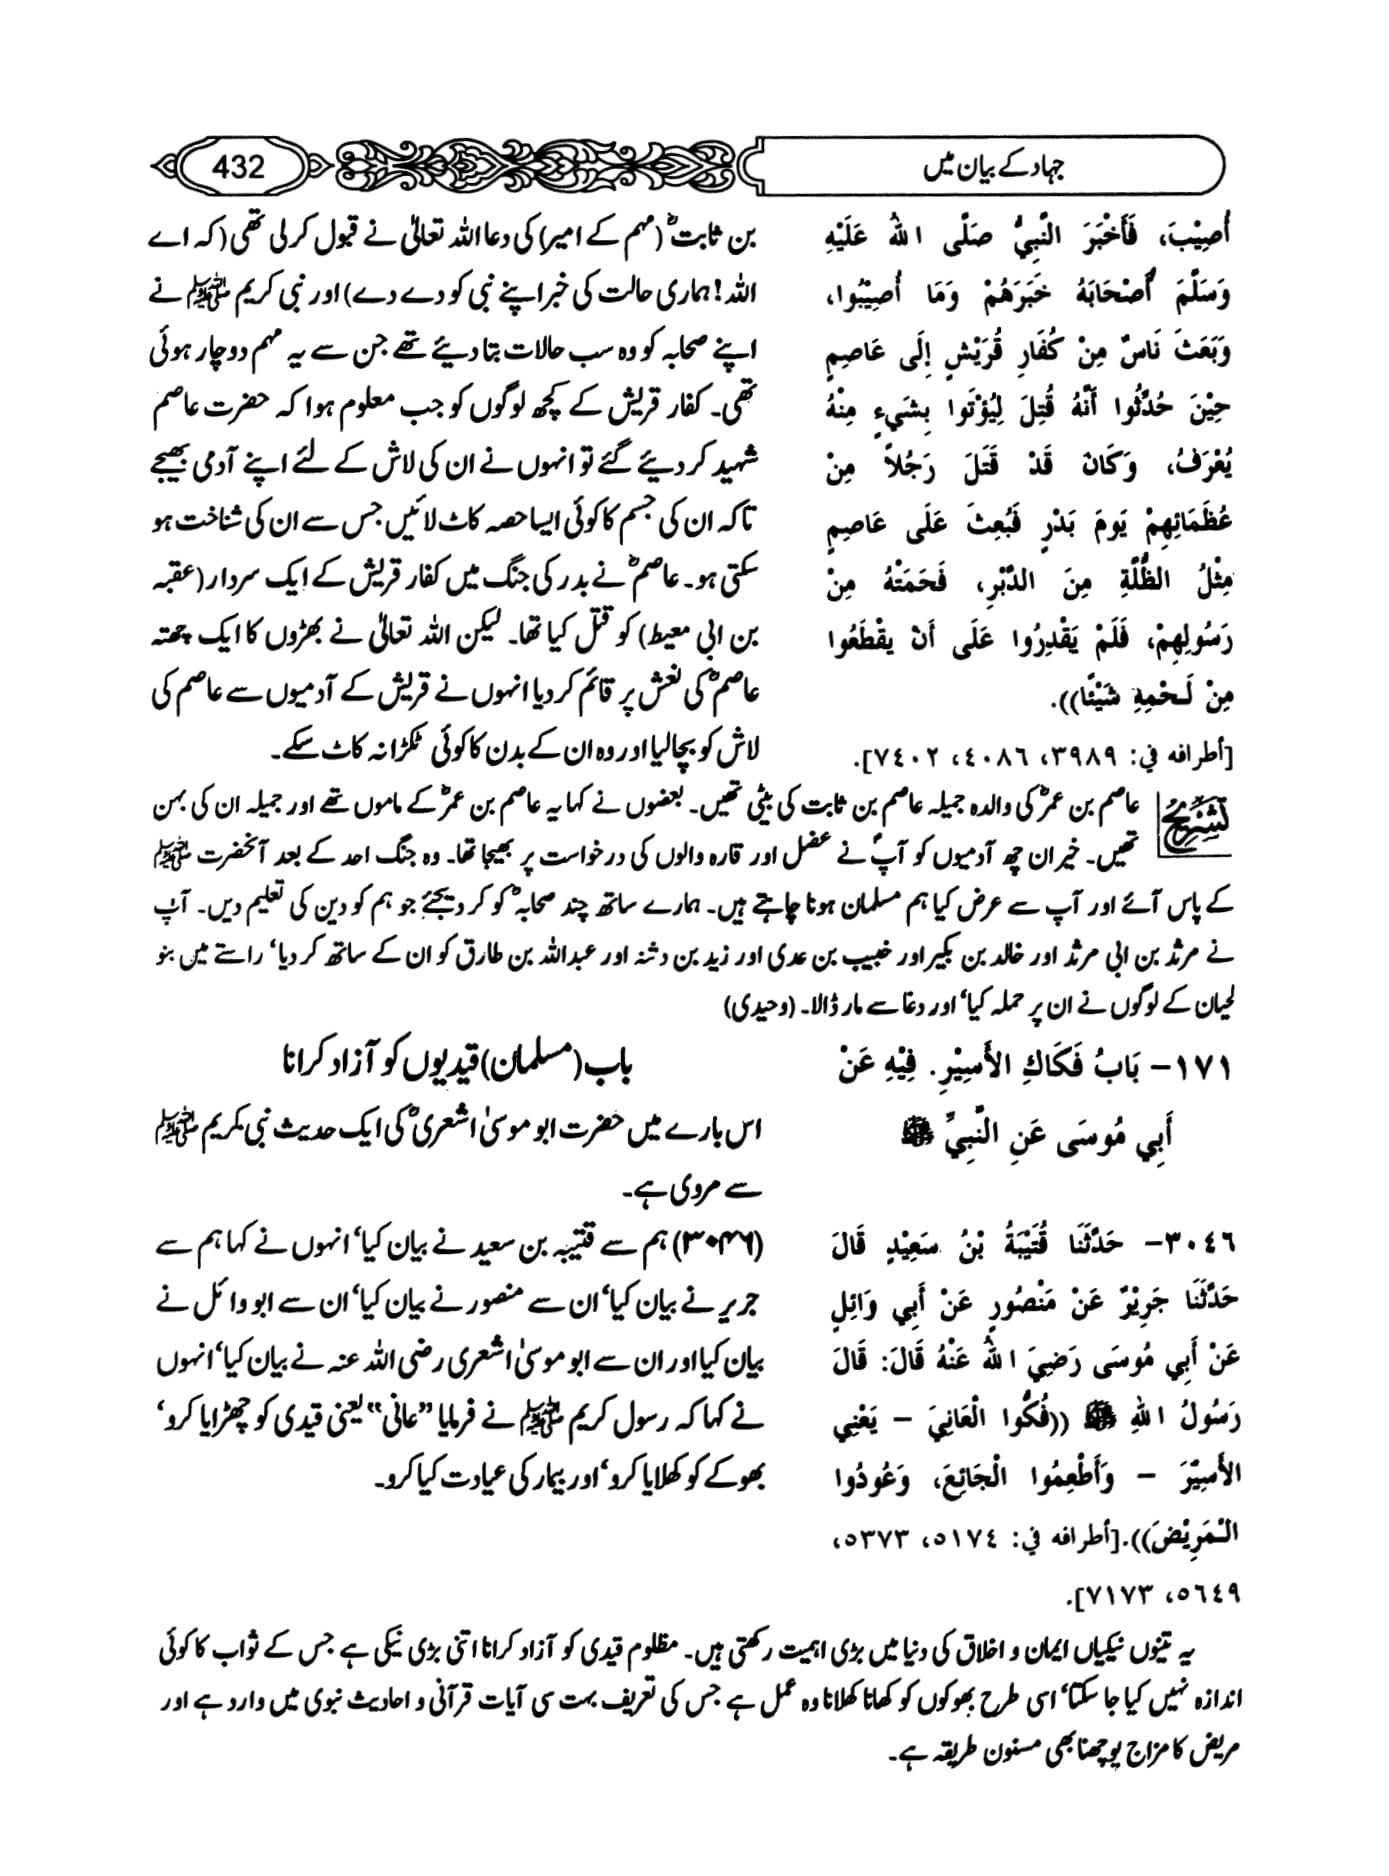 جہاد کے بیان میں
432
أُصِيْبَ، فَأَخْبَرَ النَّبِيُّ صَلَّى اللهُ عَلَيْهِ
وَسَلَّمَ أَصْحَابَهُ خَبَرَهُمْ وَمَا أُصِيْبُوا،
وَبَعَثَ نَاسٌ مِنْ كُفَّارِ قُرَيْشٍ إِلَى عَاصِمٍ
حِيْنَ حُدِّثُوا أَنَّهُ قُتِلَ لِيُؤْتَوا بِشَيْءٍ مِنْهُ
يُعْرَفُ، وَكَانَ قَدْ قَتَلَ رَجُلاً مِنْ
عُظَمَائِهِمْ يَومَ بَدْرٍ فَبُعِثَ عَلَى عَاصِمٍ
مِثْلُ الظُّلَّةِ مِنَ الدَّبْرِ، فَحَمَتْهُ مِنْ
رَسُولِهِمْ، فَلَمْ يَقْدِرُوا عَلَى أَنْ يَقْطَعُوا
مِنْ لَحْمِهِ شَيْئًا)).
[أطرافه في: ٣٩٨٩، ٤٠٨٦، ٧٤٠٢].
بن ثابتؓ (مہم کے امیر) کی دعا اللہ تعالیٰ نے قبول کر لی تھی (کہ اے
اللہ! ہماری حالت کی خبر اپنے نبی کو دے دے) اور نبی کریم ﷺ نے
اپنے صحابہ کو وہ سب حالات بتا دیئے تھے جن سے یہ مہم دوچار ہوئی
تھی۔ کفار قریش کے کچھ لوگوں کو جب معلوم ہوا کہ حضرت عاصم
شہید کر دیئے گئے تو انہوں نے ان کی لاش کے لئے اپنے آدمی بھیجے
تاکہ ان کی جسم کا کوئی ایسا حصہ کاٹ لائیں جس سے ان کی شناخت ہو
سکتی ہو۔ عاصمؓ نے بدر کی جنگ میں کفار قریش کے ایک سردار (عقبہ
بن ابی معیط) کو قتل کیا تھا۔ لیکن اللہ تعالیٰ نے بھڑوں کا ایک چھتہ
عاصمؓ کی نعش پر قائم کر دیا انہوں نے قریش کے آدمیوں سے عاصم کی
لاش کو بچا لیا اور وہ ان کے بدن کا کوئی ٹکڑا نہ کاٹ سکے۔
تشریح عاصم بن عمرؓ کی والدہ جمیلہ عاصم بن ثابت کی بیٹی تھیں۔ بعضوں نے کہا یہ عاصم بن عمرؓ کے ماموں تھے اور جمیلہ ان کی بہن
تھیں۔ خیر ان چھ آدمیوں کو آپؐ نے عضل اور قارہ والوں کی درخواست پر بھیجا تھا۔ وہ جنگ احد کے بعد آنحضرت ﷺ
کے پاس آئے اور آپ سے عرض کیا ہم مسلمان ہونا چاہتے ہیں۔ ہمارے ساتھ چند صحابہؓ کو کر دیجئے جو ہم کو دین کی تعلیم دیں۔ آپؐ
نے مرثد بن ابی مرثد اور خالد بن بکیر اور خبیب بن عدی اور زید بن دثنہ اور عبداللہ بن طارق کو ان کے ساتھ کر دیا' راستے میں بنو
لحیان کے لوگوں نے ان پر حملہ کیا' اور دغا سے مار ڈالا۔ (وحیدی)
١٧١- بَابُ فَكَاكِ الأَسِيْرِ. فِيْهِ عَنْ
أَبِي مُوسَى عَنِ النَّبِيِّ ﷺ
باب (مسلمان) قیدیوں کو آزاد کرانا
اس بارے میں حضرت ابو موسیٰ اشعریؓ کی ایک حدیث نبی کریم ﷺ
سے مروی ہے۔
٣٠٤٦- حَدَّثَنَا قُتَيْبَةُ بْنُ سَعِيْدٍ قَالَ
حَدَّثَنَا جَرِيْرٌ عَنْ مَنْصُورٍ عَنْ أَبِي وَائِلٍ
عَنْ أَبِي مُوسَى رَضِيَ اللهُ عَنْهُ قَالَ: قَالَ
رَسُولُ اللهِ ﷺ ((فُكُّوا الْعَانِيَ - يَعْنِي
الأَسِيْرَ - وَأَطْعِمُوا الْجَائِعَ، وَعُودُوا
الْمَرِيْضَ)).[أطرافه في: ٥١٧٤، ٥٣٧٣،
٥٦٤٩، ٧١٧٣].
(۳۰۴۶) ہم سے قتیبہ بن سعید نے بیان کیا' انہوں نے کہا ہم سے
جریر نے بیان کیا' ان سے منصور نے بیان کیا' ان سے ابو وائل نے
بیان کیا اور ان سے ابو موسیٰ اشعری رضی اللہ عنہ نے بیان کیا' انہوں
نے کہا کہ رسول کریم ﷺ نے فرمایا "عانی" یعنی قیدی کو چھڑایا کرو'
بھوکے کو کھلایا کرو' اور بیمار کی عیادت کیا کرو۔
یہ تینوں نیکیاں ایمان و اخلاق کی دنیا میں بڑی اہمیت رکھتی ہیں۔ مظلوم قیدی کو آزاد کرانا اتنی بڑی نیکی ہے جس کے ثواب کا کوئی
اندازہ نہیں کیا جا سکتا' اسی طرح بھوکوں کو کھانا کھلانا وہ عمل ہے جس کی تعریف بہت سی آیات قرآنی و احادیث نبوی میں وارد ہے اور
مریض کا مزاج پوچھنا بھی مسنون طریقہ ہے۔